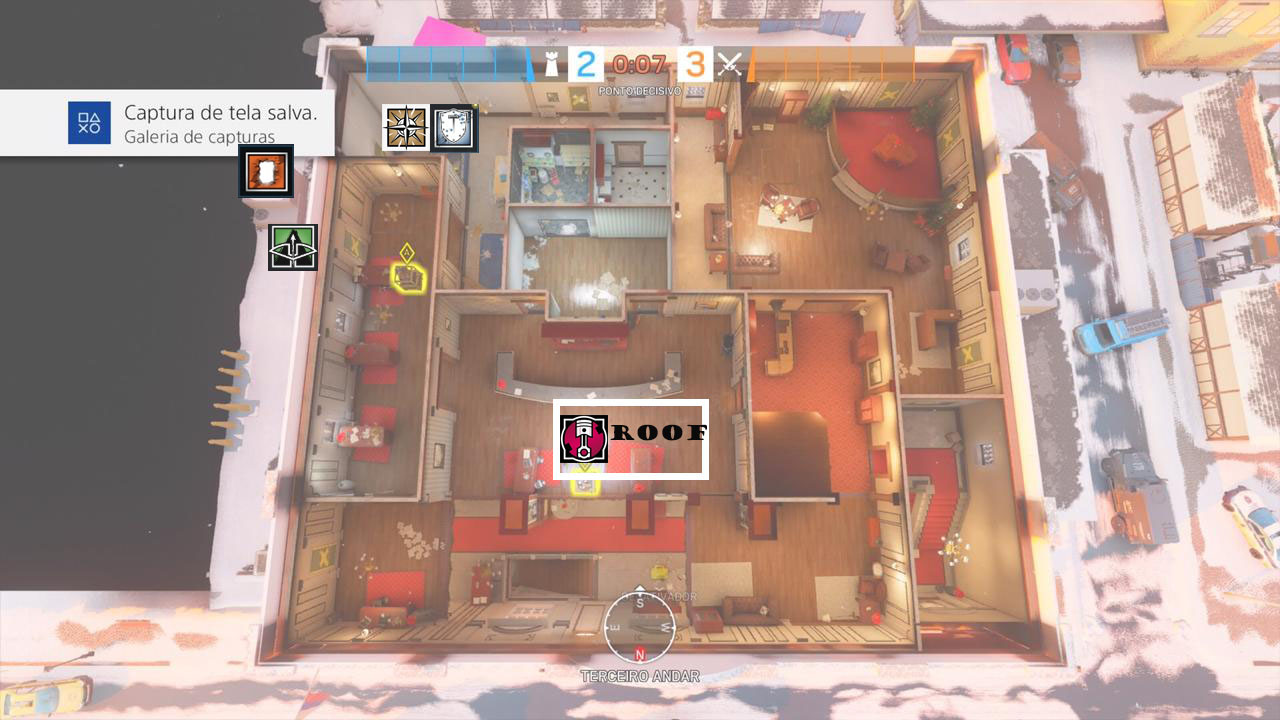 2 0:07 3
PONTO DECISIVO
Captura de tela salva.
Galeria de capturas
ROOF
S
E W
N
TERCEIRO ANDAR